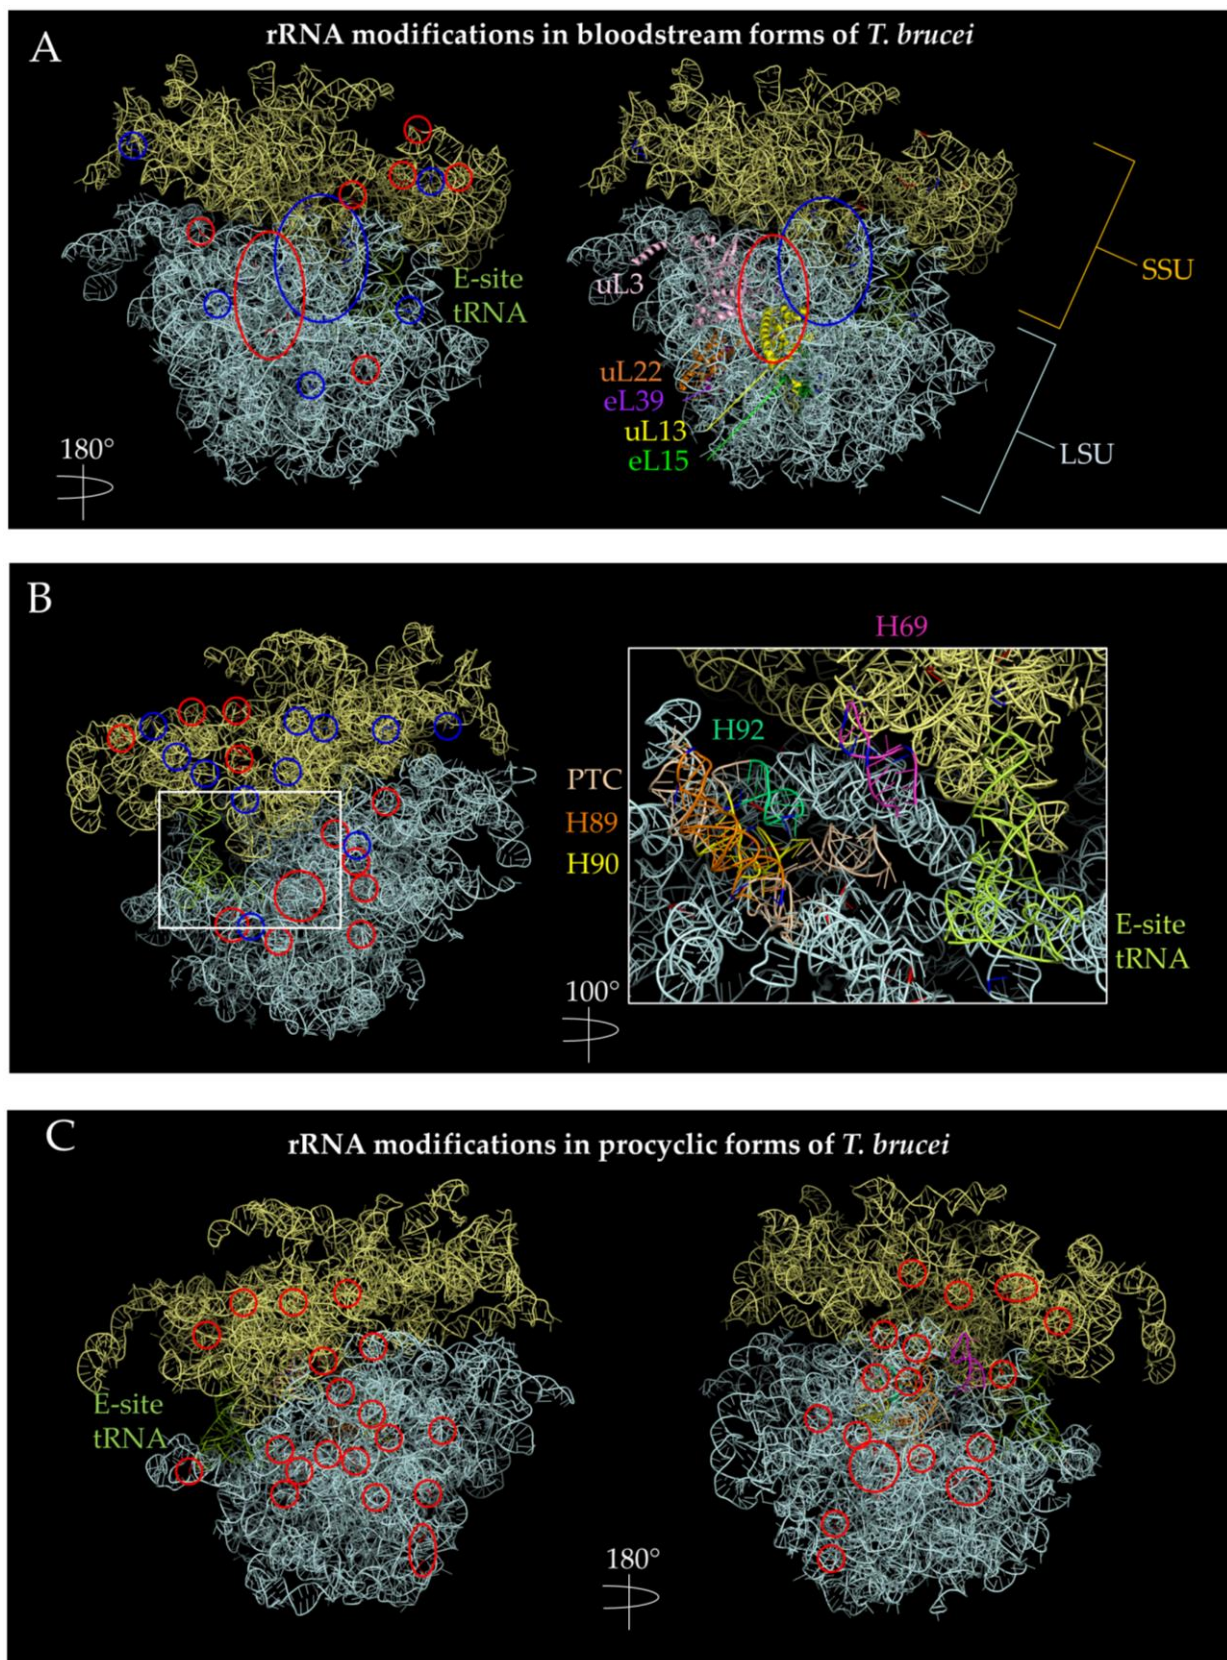 A
rRNA modifications in bloodstream forms of T. brucei
E-site
tRNA
180°
uL3
uL22
eL39
uL13
eL15
SSU
LSU
B
H69
H92
PTC
H89
H90
E-site
tRNA
100°
C
rRNA modifications in procyclic forms of T. brucei
E-site
tRNA
180°